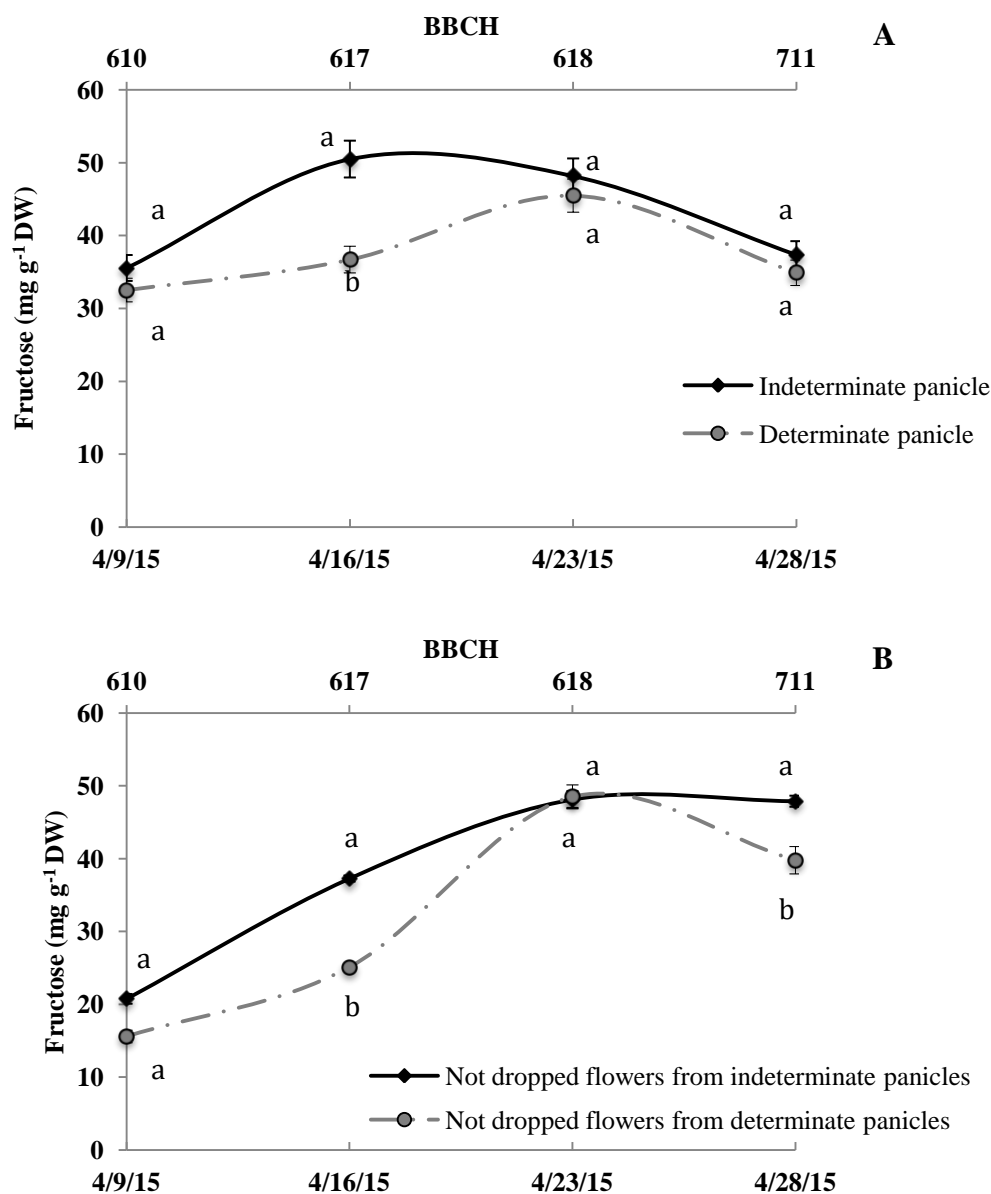 BBCH
A
610 617 618 711
60
50
40
30
20
10
0
Fructose (mg g-1 DW)
a
a
a
a
a
b
a
a
Indeterminate panicle
Determinate panicle
4/9/15 4/16/15 4/23/15 4/28/15
BBCH
B
610 617 618 711
60
50
40
30
20
10
0
Fructose (mg g-1 DW)
a
a
a
a
a
b
a
b
Not dropped flowers from indeterminate panicles
Not dropped flowers from determinate panicles
4/9/15 4/16/15 4/23/15 4/28/15